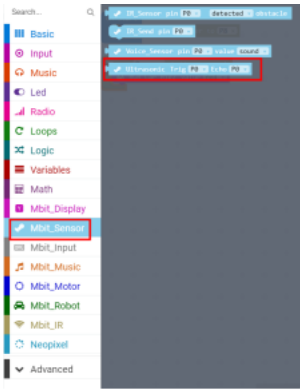 Search...
Basic
Input
Music
Led
Radio
Loops
Logic
Variables
Math
Mbit_Display
Mbit_Sensor
Mbit_Input
Mbit_Music
Mbit_Motor
Mbit_Robot
Mbit_IR
Neopixel
Advanced
IR_Sensor pin P0 detected obstacle
IR_Send pin P0
Voice_Sensor pin P0 value sound
Ultrasonic Trig P0 Echo P0